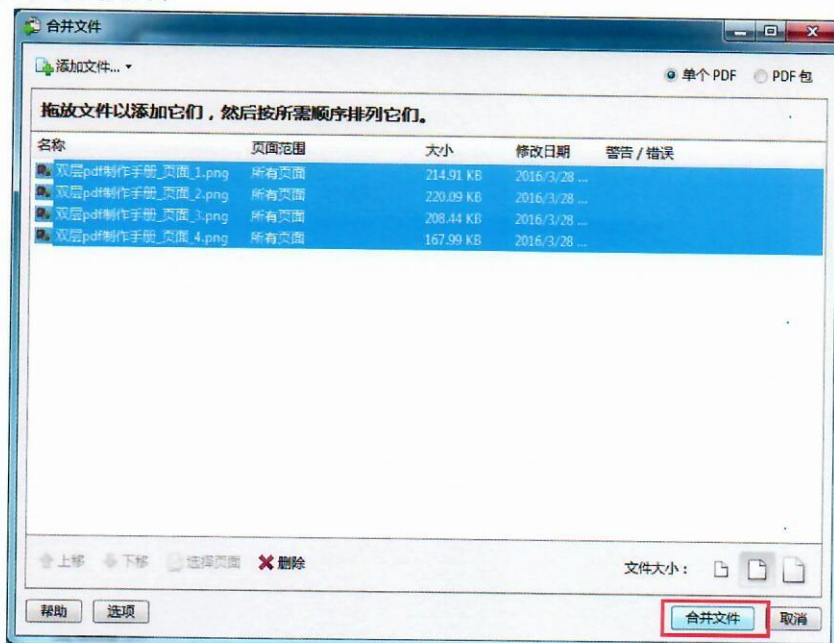 合并文件
添加文件...
单个 PDF PDF 包
拖放文件以添加它们，然后按所需顺序排列它们。
名称 页面范围 大小 修改日期 警告 / 错误
双层pdf制作手册_页面_1.png 所有页面 214.91 KB 2016/3/28 ...
双层pdf制作手册_页面_2.png 所有页面 220.09 KB 2016/3/28 ...
双层pdf制作手册_页面_3.png 所有页面 208.44 KB 2016/3/28 ...
双层pdf制作手册_页面_4.png 所有页面 167.99 KB 2016/3/28 ...
上移 下移 选择页面 删除 文件大小：
帮助 选项 合并文件 取消